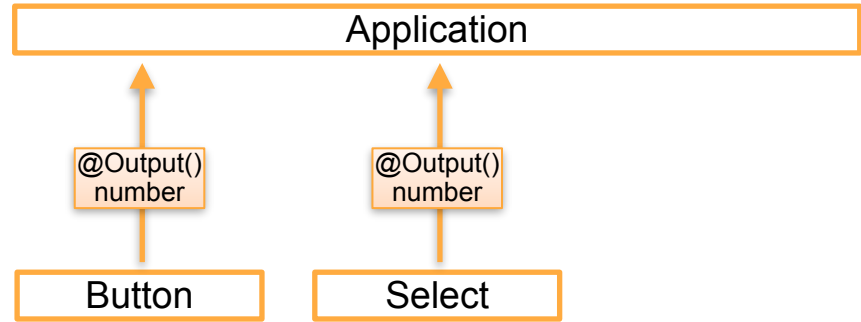 Application
@Output()
number
@Output()
number
Button
Select